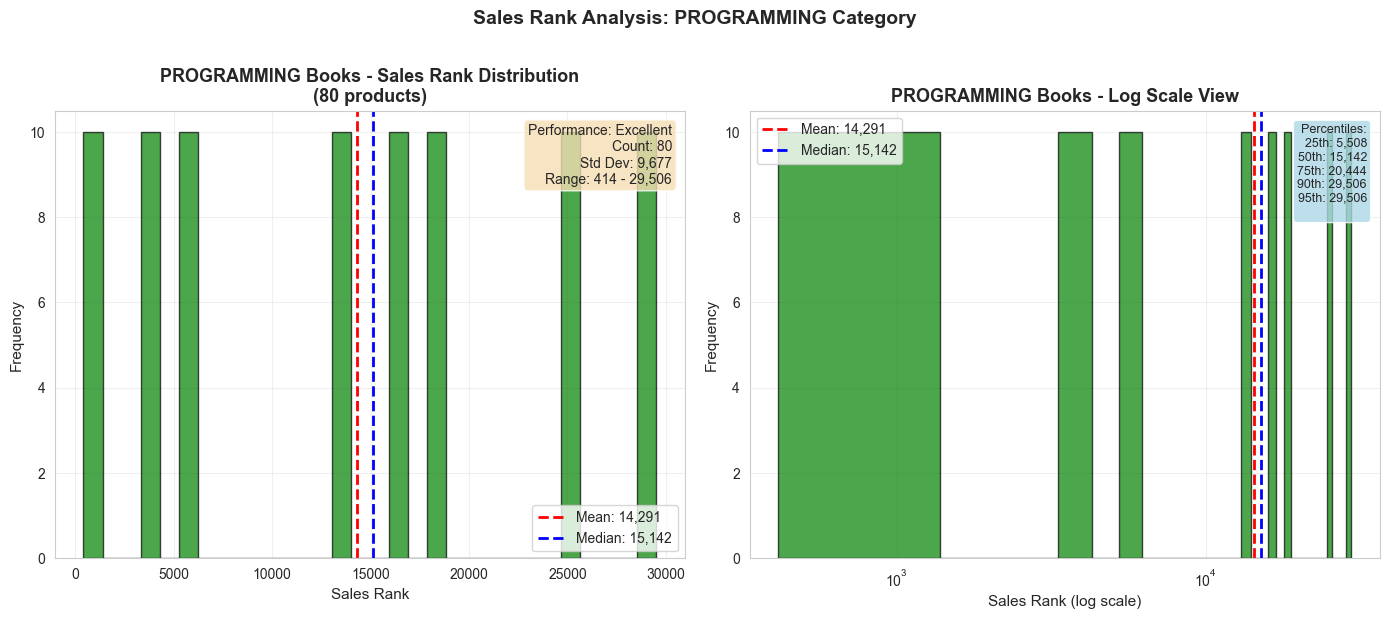 Sales Rank Analysis: PROGRAMMING Category
PROGRAMMING Books - Sales Rank Distribution
(80 products)
Performance: Excellent
Count: 80
Std Dev: 9,677
Range: 414 - 29,506
Mean: 14,291
Median: 15,142
Frequency
0
2
4
6
8
10
0
5000
10000
15000
20000
25000
30000
Sales Rank
PROGRAMMING Books - Log Scale View
Mean: 14,291
Median: 15,142
Percentiles:
25th: 5,508
50th: 15,142
75th: 20,444
90th: 29,506
95th: 29,506
Frequency
0
2
4
6
8
10
10³
10⁴
Sales Rank (log scale)